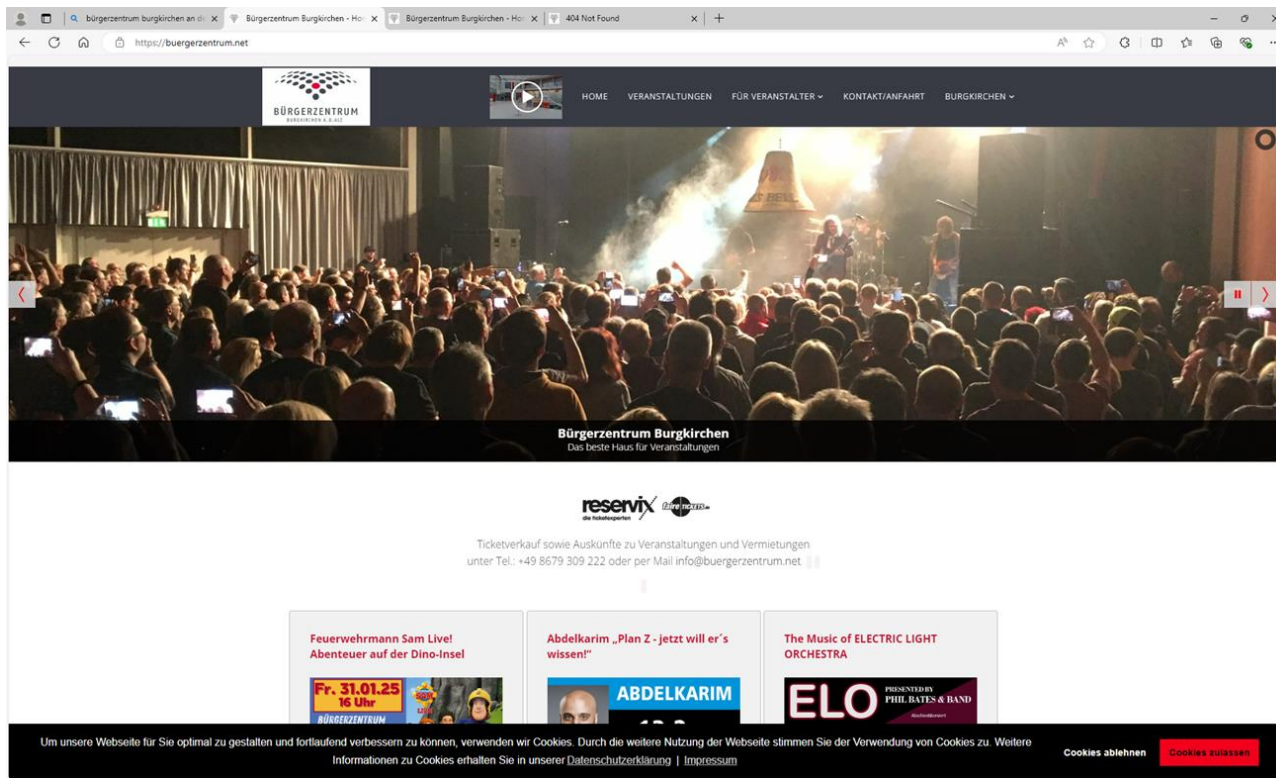 bürgerzentrum burgkirchen an de
Bürgerzentrum Burgkirchen - Hom
Bürgerzentrum Burgkirchen - Hom
404 Not Found
https://buergerzentrum.net
BÜRGERZENTRUM
BURGKIRCHEN A.D.ALZ
HOME
VERANSTALTUNGEN
FÜR VERANSTALTER
KONTAKT/ANFAHRT
BURGKIRCHEN
Bürgerzentrum Burgkirchen
Das beste Haus für Veranstaltungen
reservix
die ticketexperten
Ticketverkauf sowie Auskünfte zu Veranstaltungen und Vermietungen
unter Tel.: +49 8679 309 222 oder per Mail info@buergerzentrum.net
Feuerwehrmann Sam Live!
Abenteuer auf der Dino-Insel
Fr. 31.01.25
16 Uhr
BÜRGERZENTRUM
Abdelkarim „Plan Z - jetzt will er´s
wissen!“
ABDELKARIM
The Music of ELECTRIC LIGHT
ORCHESTRA
ELO
PRESENTED BY
PHIL BATES & BAND
Abschiedskonzert
Um unsere Webseite für Sie optimal zu gestalten und fortlaufend verbessern zu können, verwenden wir Cookies. Durch die weitere Nutzung der Webseite stimmen Sie der Verwendung von Cookies zu. Weitere
Informationen zu Cookies erhalten Sie in unserer Datenschutzerklärung | Impressum
Cookies ablehnen
Cookies zulassen